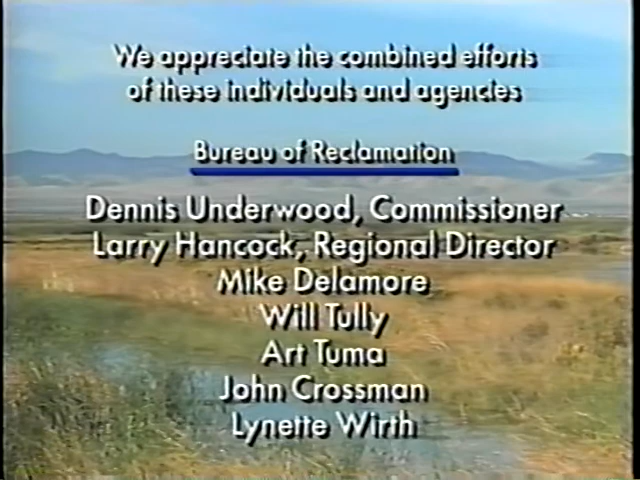 We appreciate the combined efforts
of these individuals and agencies
Bureau of Reclamation
Dennis Underwood, Commissioner
Larry Hancock, Regional Director
Mike Delamore
Will Tully
Art Tuma
John Crossman
Lynette Wirth